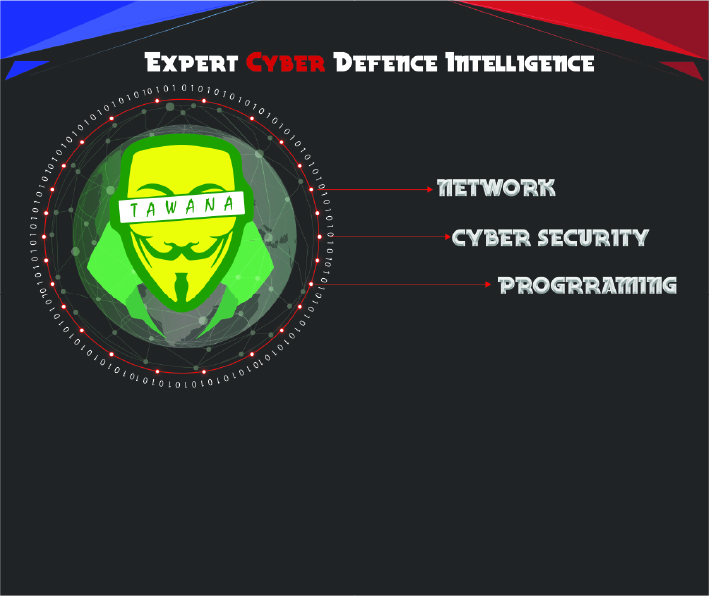 Expert Cyber Defence Intelligence
TAWANA
NETWORK
CYBER SECURITY
PROGRRAMING